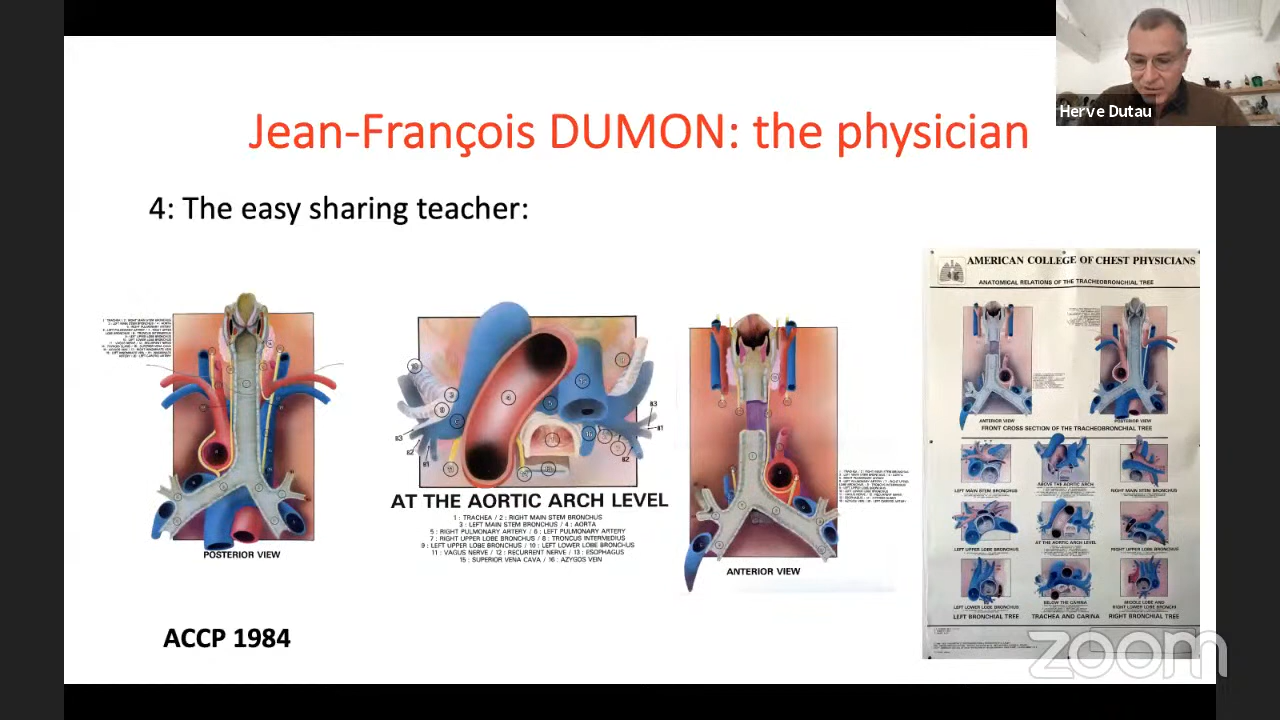 Herve Dutau
Jean-François DUMON: the physician
4: The easy sharing teacher:
POSTERIOR VIEW
B3
B2
B1
B3
B1
B2
AT THE AORTIC ARCH LEVEL
1 : TRACHEA / 2 : RIGHT MAIN STEM BRONCHUS
3 : LEFT MAIN STEM BRONCHUS / 4 : AORTA
5 : RIGHT PULMONARY ARTERY / 6 : LEFT PULMONARY ARTERY
7 : RIGHT UPPER LOBE BRONCHUS / 8 : TRONCUS INTERMEDIUS
9 : LEFT UPPER LOBE BRONCHUS / 10 : LEFT LOWER LOBE BRONCHUS
11 : VAGUS NERVE / 12 : RECURRENT NERVE / 13 : ESOPHAGUS
15 : SUPERIOR VENA CAVA / 16 : AZYGOS VEIN
ANTERIOR VIEW
AMERICAN COLLEGE OF CHEST PHYSICIANS
ANATOMICAL RELATIONS OF THE TRACHEOBRONCHIAL TREE
ANTERIOR VIEW
POSTERIOR VIEW
FRONT CROSS SECTION OF THE TRACHEOBRONCHIAL TREE
LEFT MAIN STEM BRONCHUS
ABOVE THE AORTIC ARCH
RIGHT MAIN STEM BRONCHUS
LEFT UPPER LOBE BRONCHUS
AT THE AORTIC ARCH LEVEL
RIGHT UPPER LOBE BRONCHUS
LEFT LOWER LOBE BRONCHUS
BELOW THE CARINA
MIDDLE LOBE AND
RIGHT LOWER LOBE BRONCHI
LEFT BRONCHIAL TREE
TRACHEA AND CARINA
RIGHT BRONCHIAL TREE
ACCP 1984
zoom